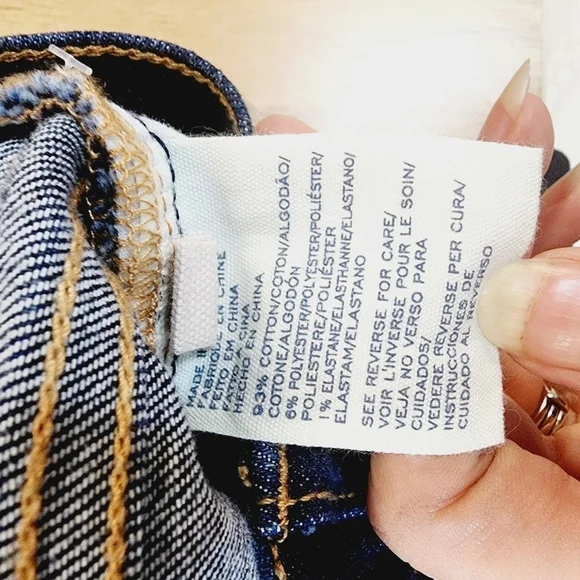 MADE IN
FABRIQUÉ EN CHINE
FEITO EM CHINA
FATTO A CINA
HECHO EN CHINA
93% COTTON/COTON/ALGODÃO/
COTONE/ALGODÓN
6% POLYESTER/POLYESTER/POLIÉSTER/
POLIESTERE/POLIÉSTER
1% ELASTANE/ELASTHANNE/ELASTANO/
ELASTAM/ELASTANO
SEE REVERSE FOR CARE/
VOIR L'INVERSE POUR LE SOIN/
VEJA NO VERSO PARA
CUIDADOS/
VEDERE REVERSE PER CURA/
INSTRUCCIONES DE
CUIDADO AL REVERSO